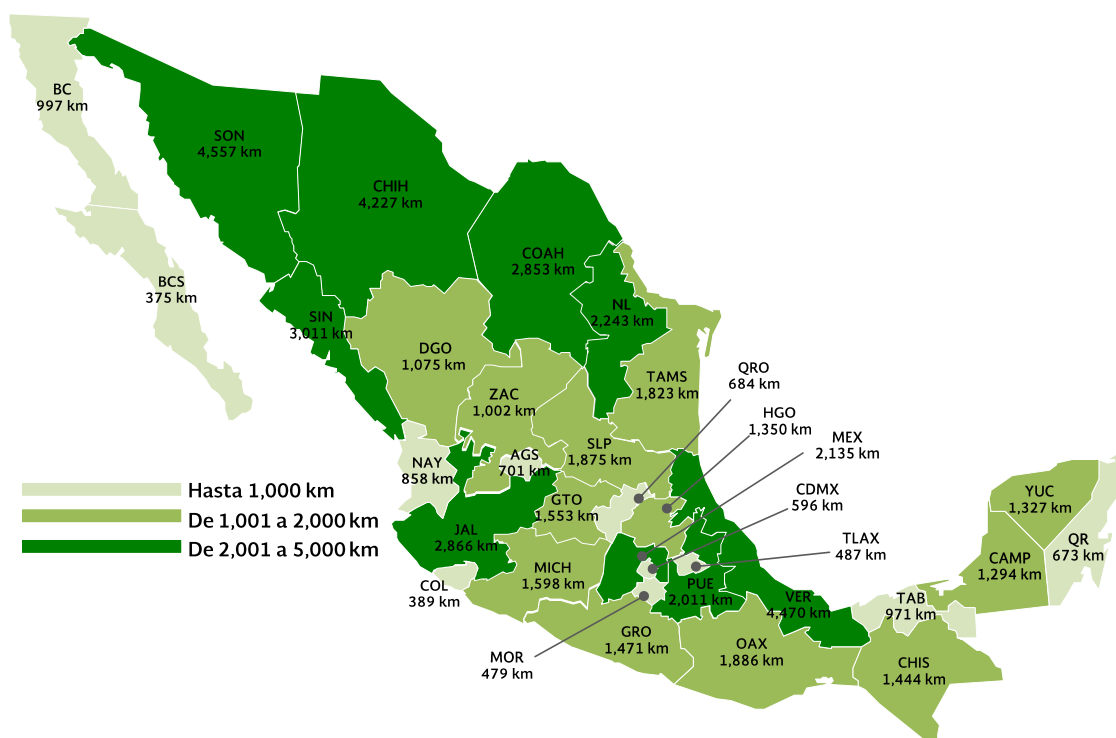 BC
997 km
SON
4,557 km
CHIH
4,227 km
COAH
2,853 km
BCS
375 km
SIN
3,011 km
NL
2,243 km
DGO
1,075 km
TAMS
1,823 km
QRO
684 km
ZAC
1,002 km
HGO
1,350 km
MEX
2,135 km
SLP
1,875 km
AGS
701 km
NAY
858 km
CDMX
596 km
GTO
1,553 km
YUC
1,327 km
Hasta 1,000 km
De 1,001 a 2,000 km
De 2,001 a 5,000 km
JAL
2,866 km
TLAX
487 km
QR
673 km
MICH
1,598 km
CAMP
1,294 km
COL
389 km
PUE
2,011 km
VER
4,470 km
TAB
971 km
GRO
1,471 km
OAX
1,886 km
MOR
479 km
CHIS
1,444 km